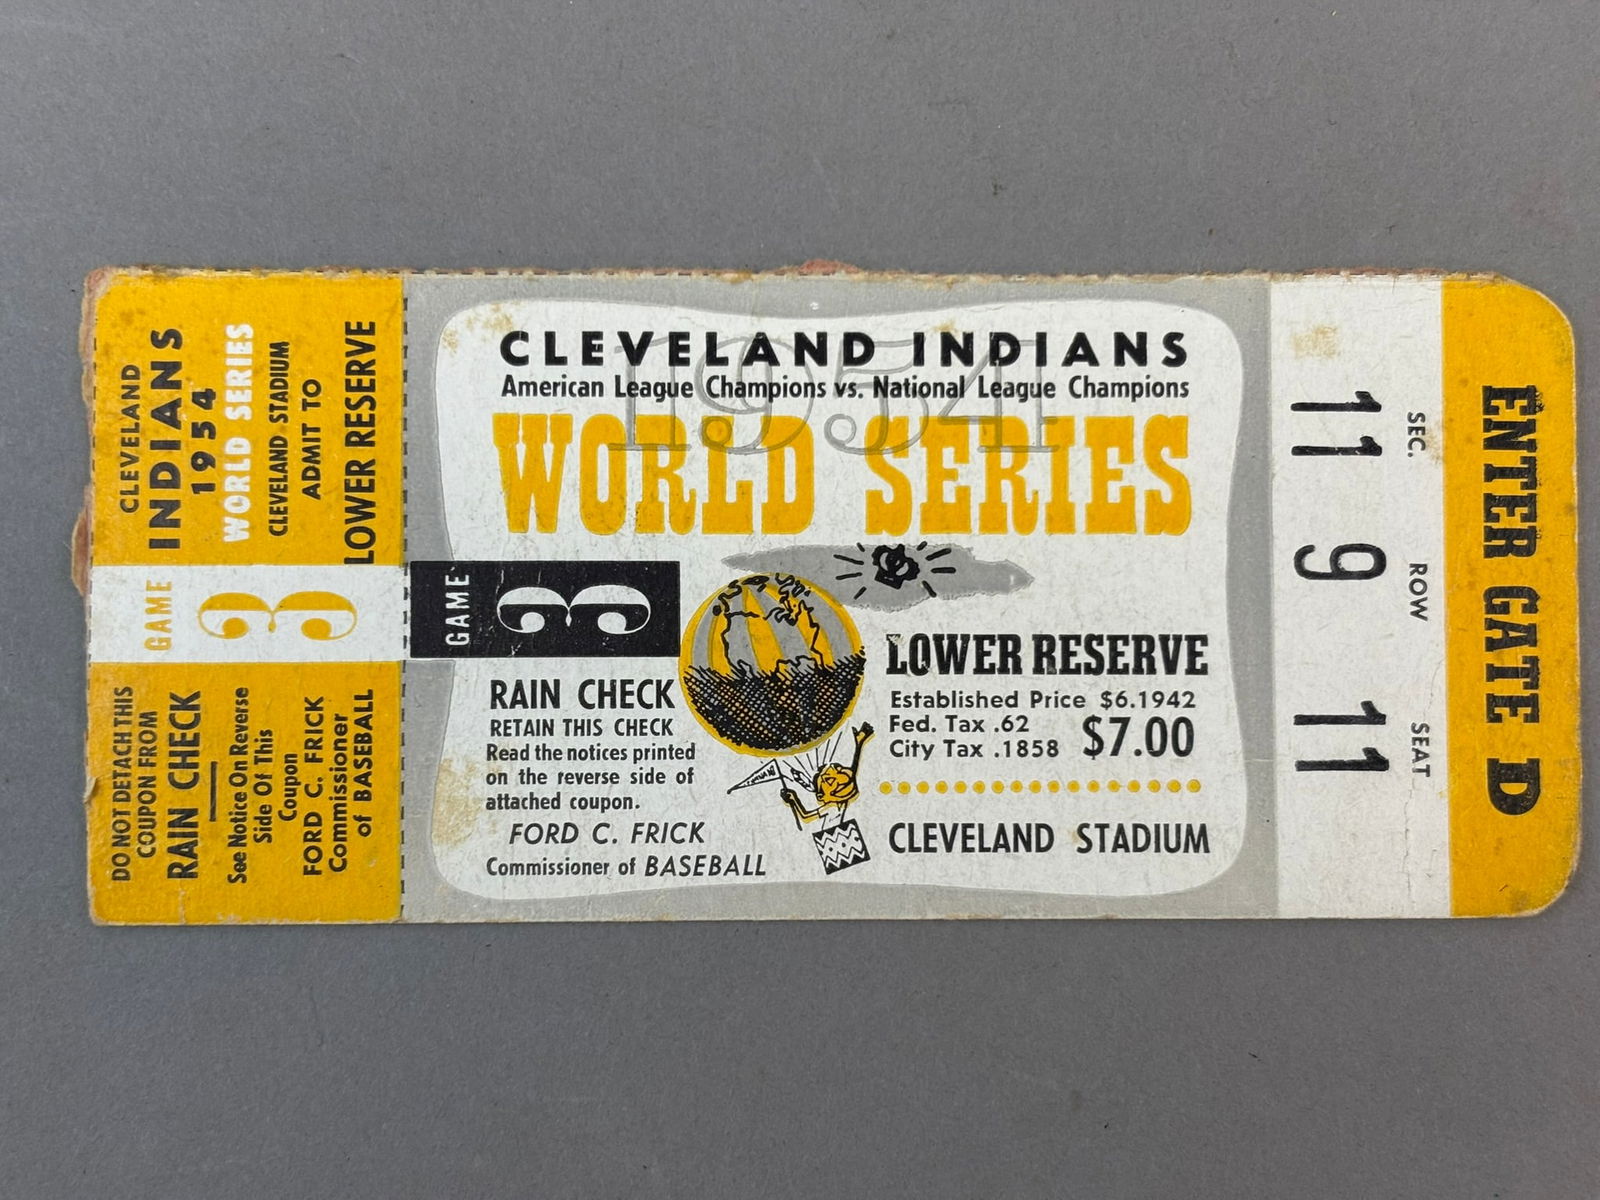 CLEVELAND
INDIANS
1954
WORLD SERIES
CLEVELAND STADIUM
ADMIT TO
LOWER RESERVE
GAME
3
DO NOT DETACH THIS
COUPON FROM
RAIN CHECK
See Notice On Reverse
Side Of This
Coupon
FORD C. FRICK
Commissioner
of BASEBALL
1954
CLEVELAND INDIANS
American League Champions vs. National League Champions
WORLD SERIES
GAME
3
RAIN CHECK
RETAIN THIS CHECK
Read the notices printed
on the reverse side of
attached coupon.
FORD C. FRICK
Commissioner of BASEBALL
LOWER RESERVE
Established Price $6.1942
Fed. Tax .62
City Tax .1858 $7.00
CLEVELAND STADIUM
SEC.
11
ROW
9
SEAT
11
ENTER GATE D